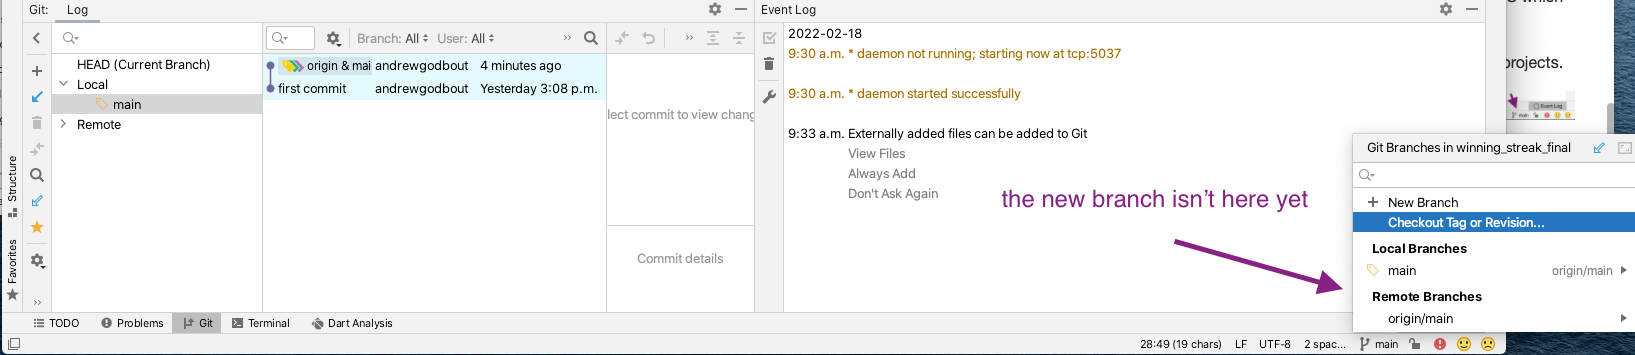 Git: Log
Event Log
HEAD (Current Branch)
Local
main
Remote
Branch: All User: All
origin & mai andrewgodbout 4 minutes ago
first commit andrewgodbout Yesterday 3:08 p.m.
lect commit to view chang
Commit details
2022-02-18
9:30 a.m. * daemon not running; starting now at tcp:5037
9:30 a.m. * daemon started successfully
9:33 a.m. Externally added files can be added to Git
View Files
Always Add
Don't Ask Again
the new branch isn't here yet
which
projects.
Event Log
main
Git Branches in winning_streak_final
New Branch
Checkout Tag or Revision...
Local Branches
main origin/main
Remote Branches
origin/main
Structure
Favorites
TODO Problems Git Terminal Dart Analysis
28:49 (19 chars) LF UTF-8 2 spac... main